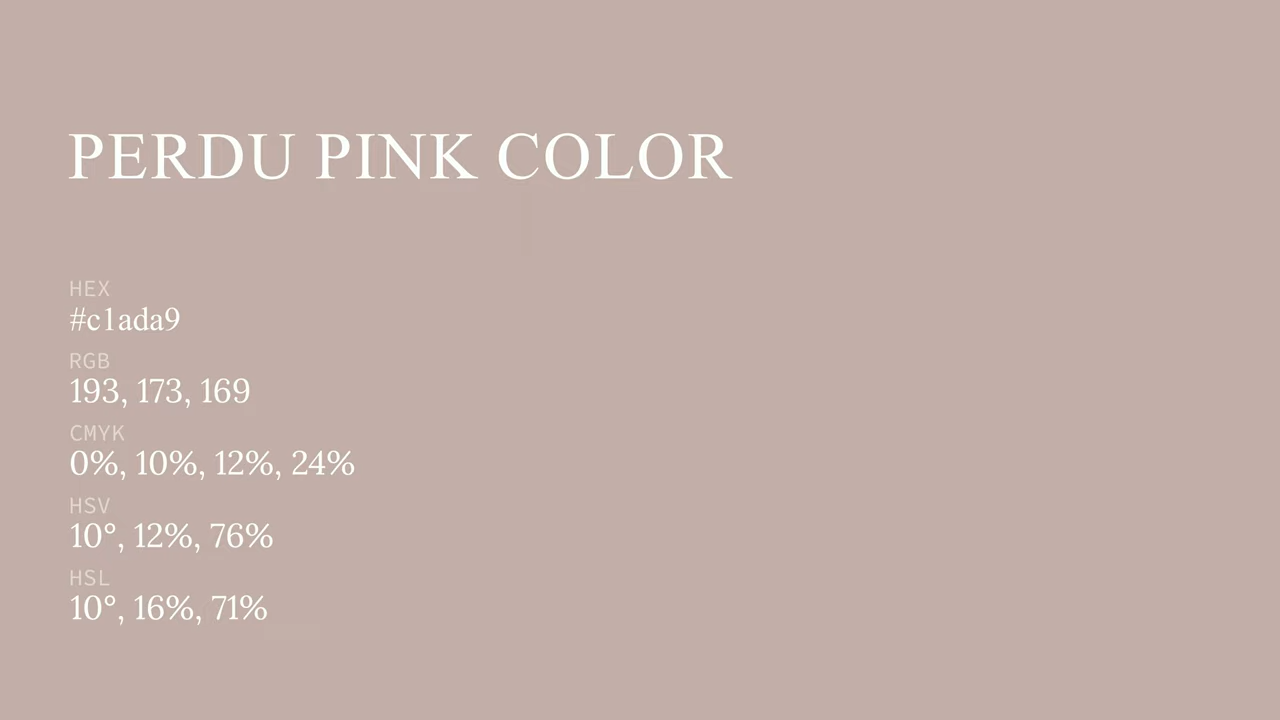 PERDU PINK COLOR
HEX
#c1ada9
RGB
193, 173, 169
CMYK
0%, 10%, 12%, 24%
HSV
10°, 12%, 76%
HSL
10°, 16%, 71%